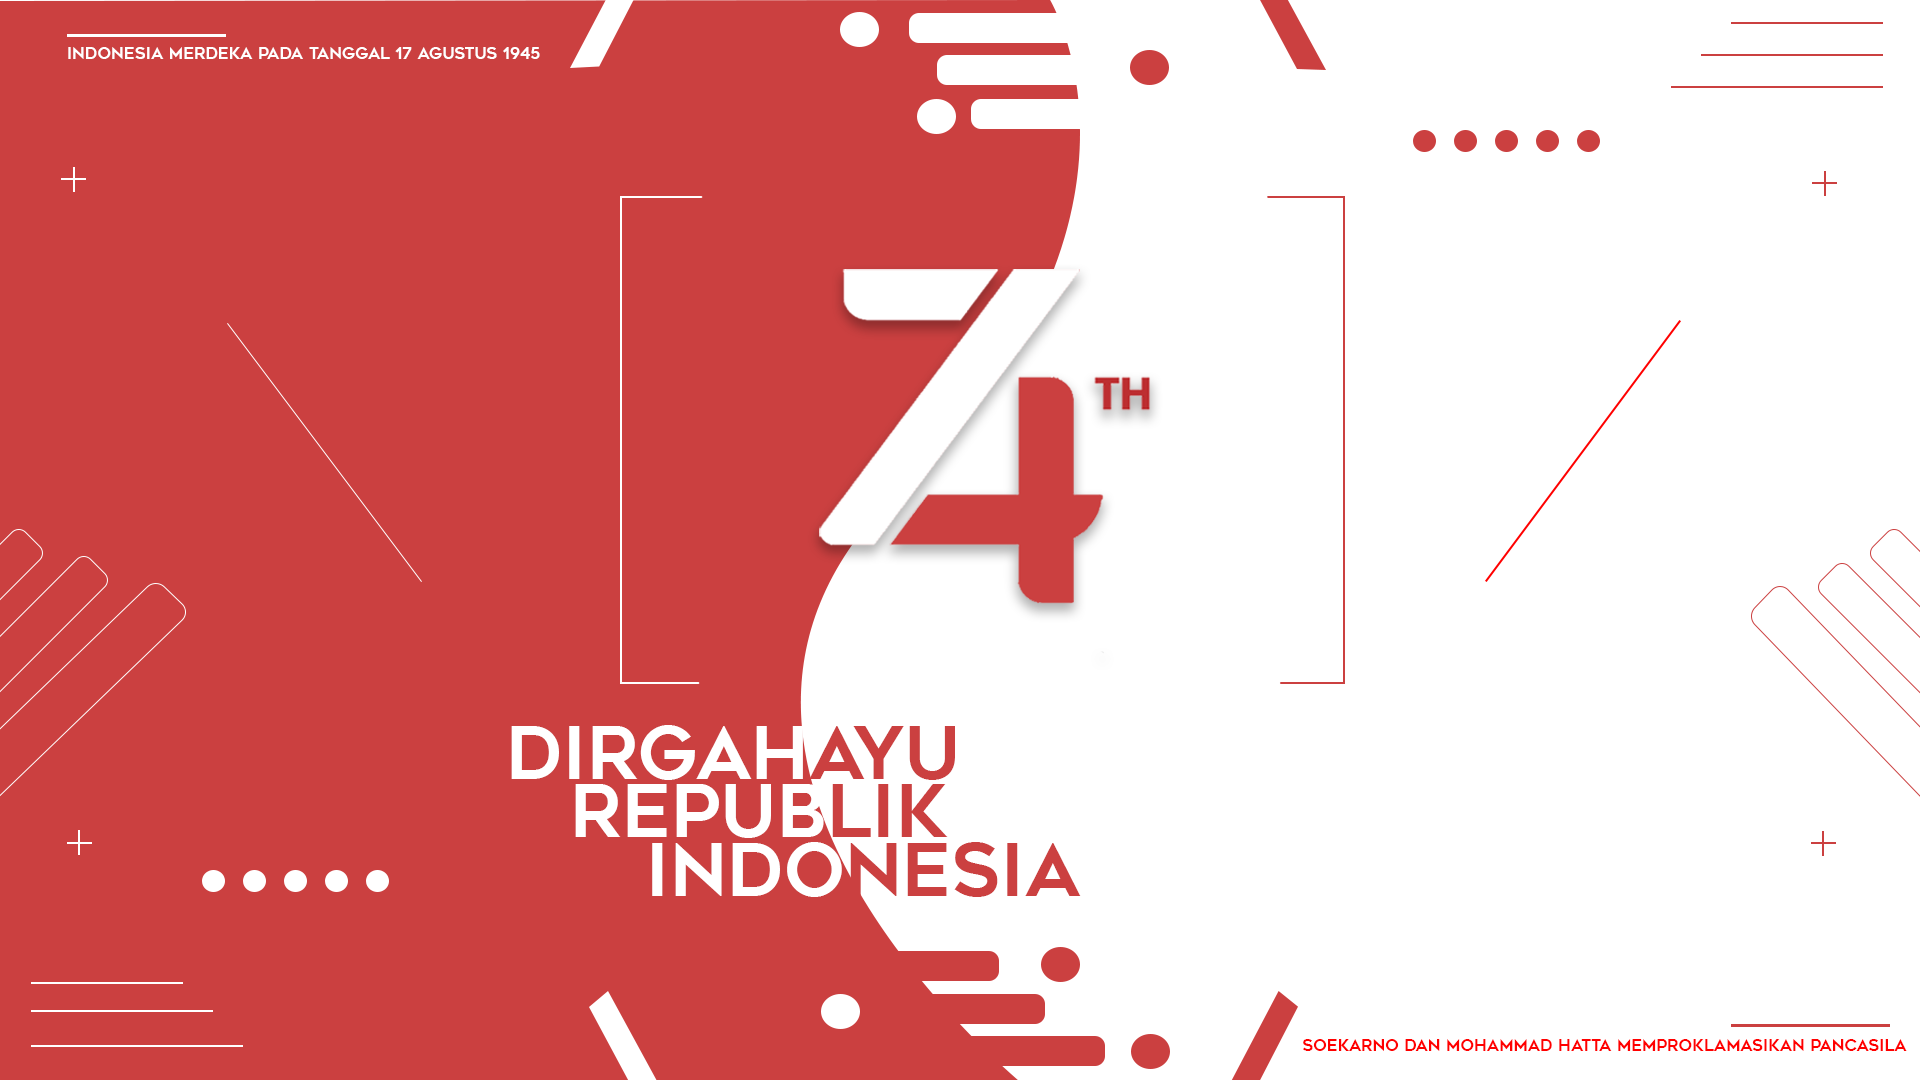 INDONESIA MERDEKA PADA TANGGAL 17 AGUSTUS 1945
74TH
DIRGAHAYU
REPUBLIK
INDONESIA
SOEKARNO DAN MOHAMMAD HATTA MEMPROKLAMASIKAN PANCASILA